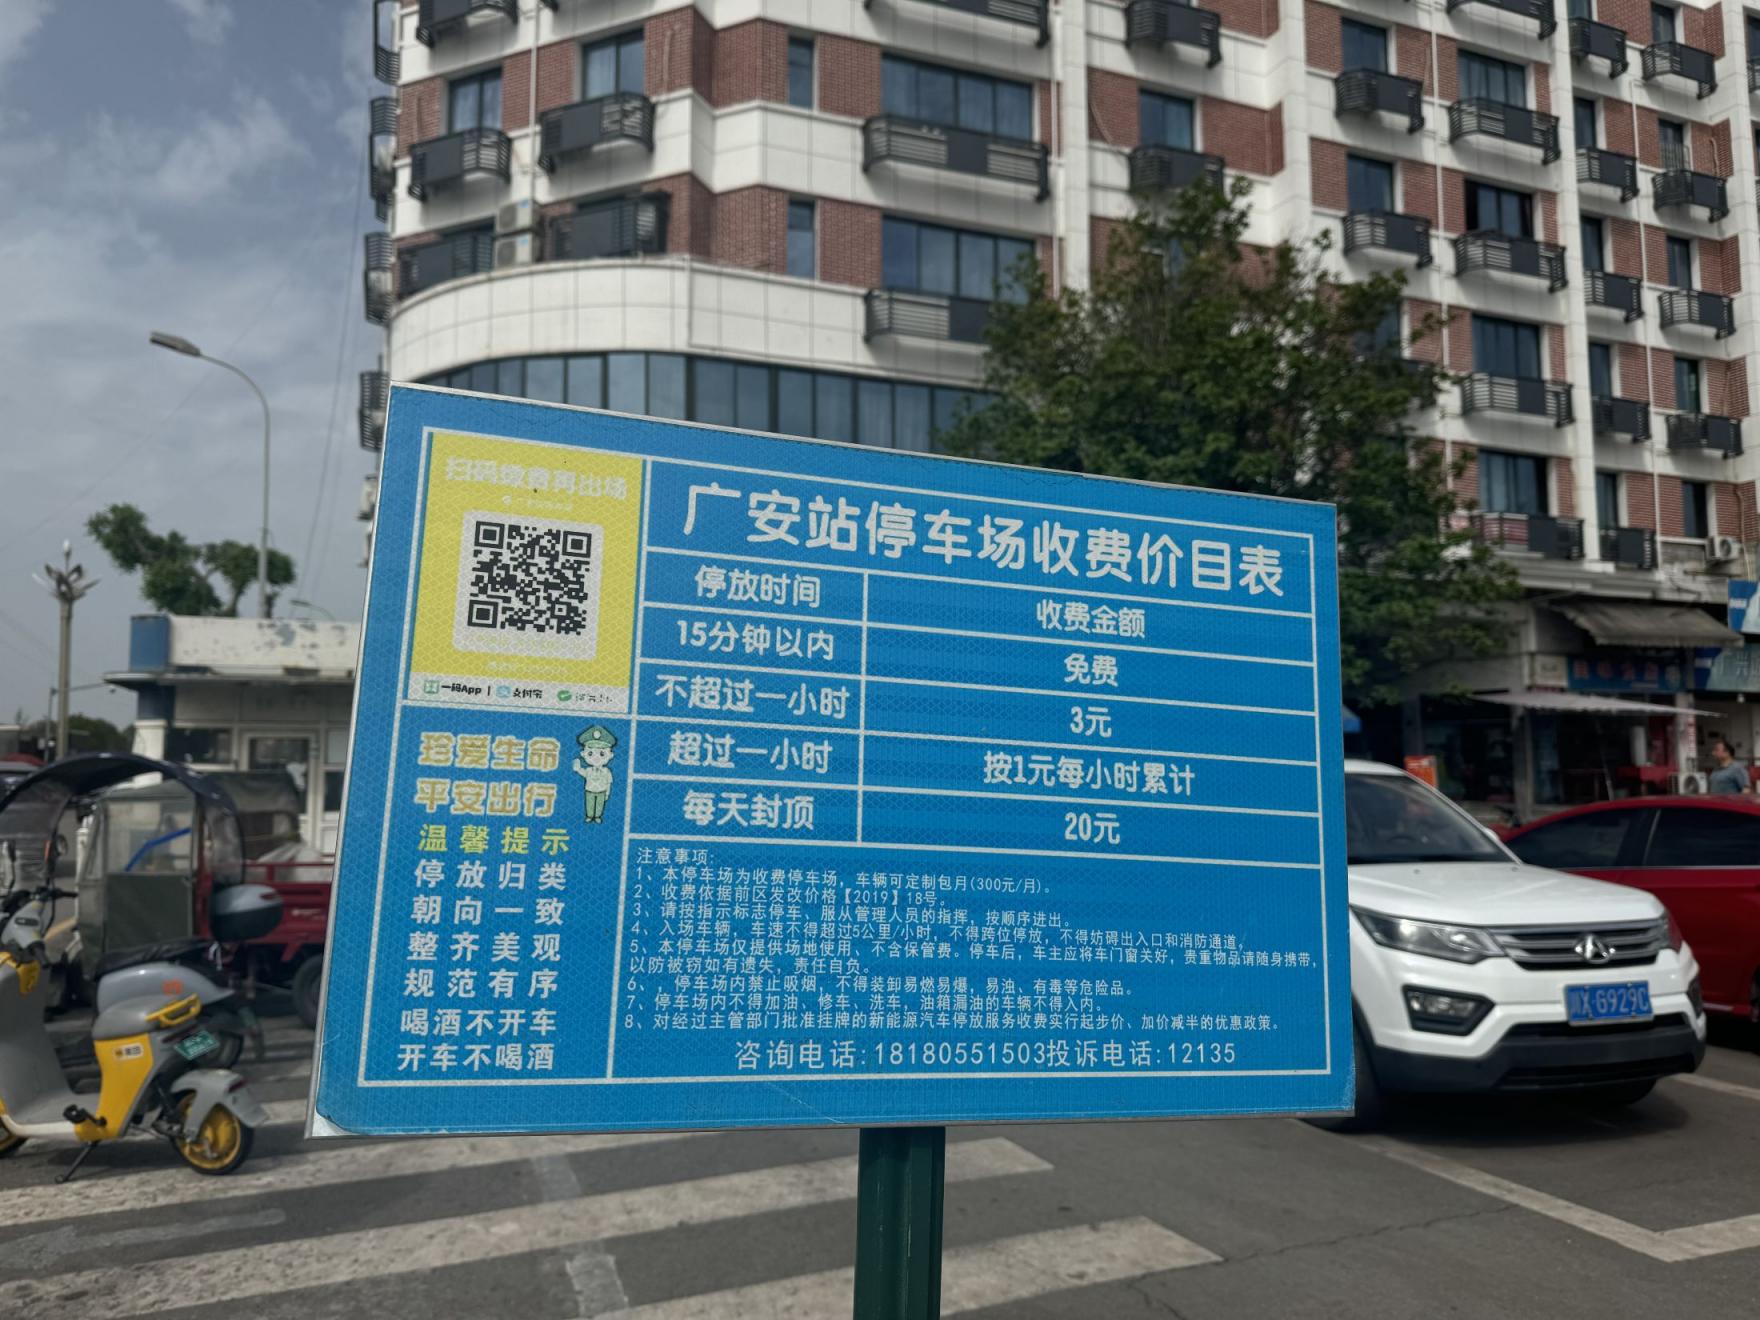 扫码缴费再出场
一码App | 支付宝
珍爱生命
平安出行
温馨提示
停放归类
朝向一致
整齐美观
规范有序
喝酒不开车
开车不喝酒
广安站停车场收费价目表
停放时间 收费金额
15分钟以内 免费
不超过一小时 3元
超过一小时 按1元每小时累计
每天封顶 20元
注意事项:
1、本停车场为收费停车场，车辆可定制包月(300元/月)。
2、收费依据前区发改价格【2019】18号。
3、请按指示标志停车、服从管理人员的指挥，按顺序进出。
4、入场车辆，车速不得超过5公里/小时，不得跨位停放，不得妨碍出入口和消防通道。
5、本停车场仅提供场地使用、不含保管费。停车后，车主应将车门窗关好，贵重物品请随身携带，
以防被窃如有遗失，责任自负。
6、，停车场内禁止吸烟，不得装卸易燃易爆，易浊、有毒等危险品。
7、停车场内不得加油、修车、洗车，油箱漏油的车辆不得入内。
8、对经过主管部门批准挂牌的新能源汽车停放服务收费实行起步价、加价减半的优惠政策。
咨询电话:18180551503投诉电话:12135
川X·G929C